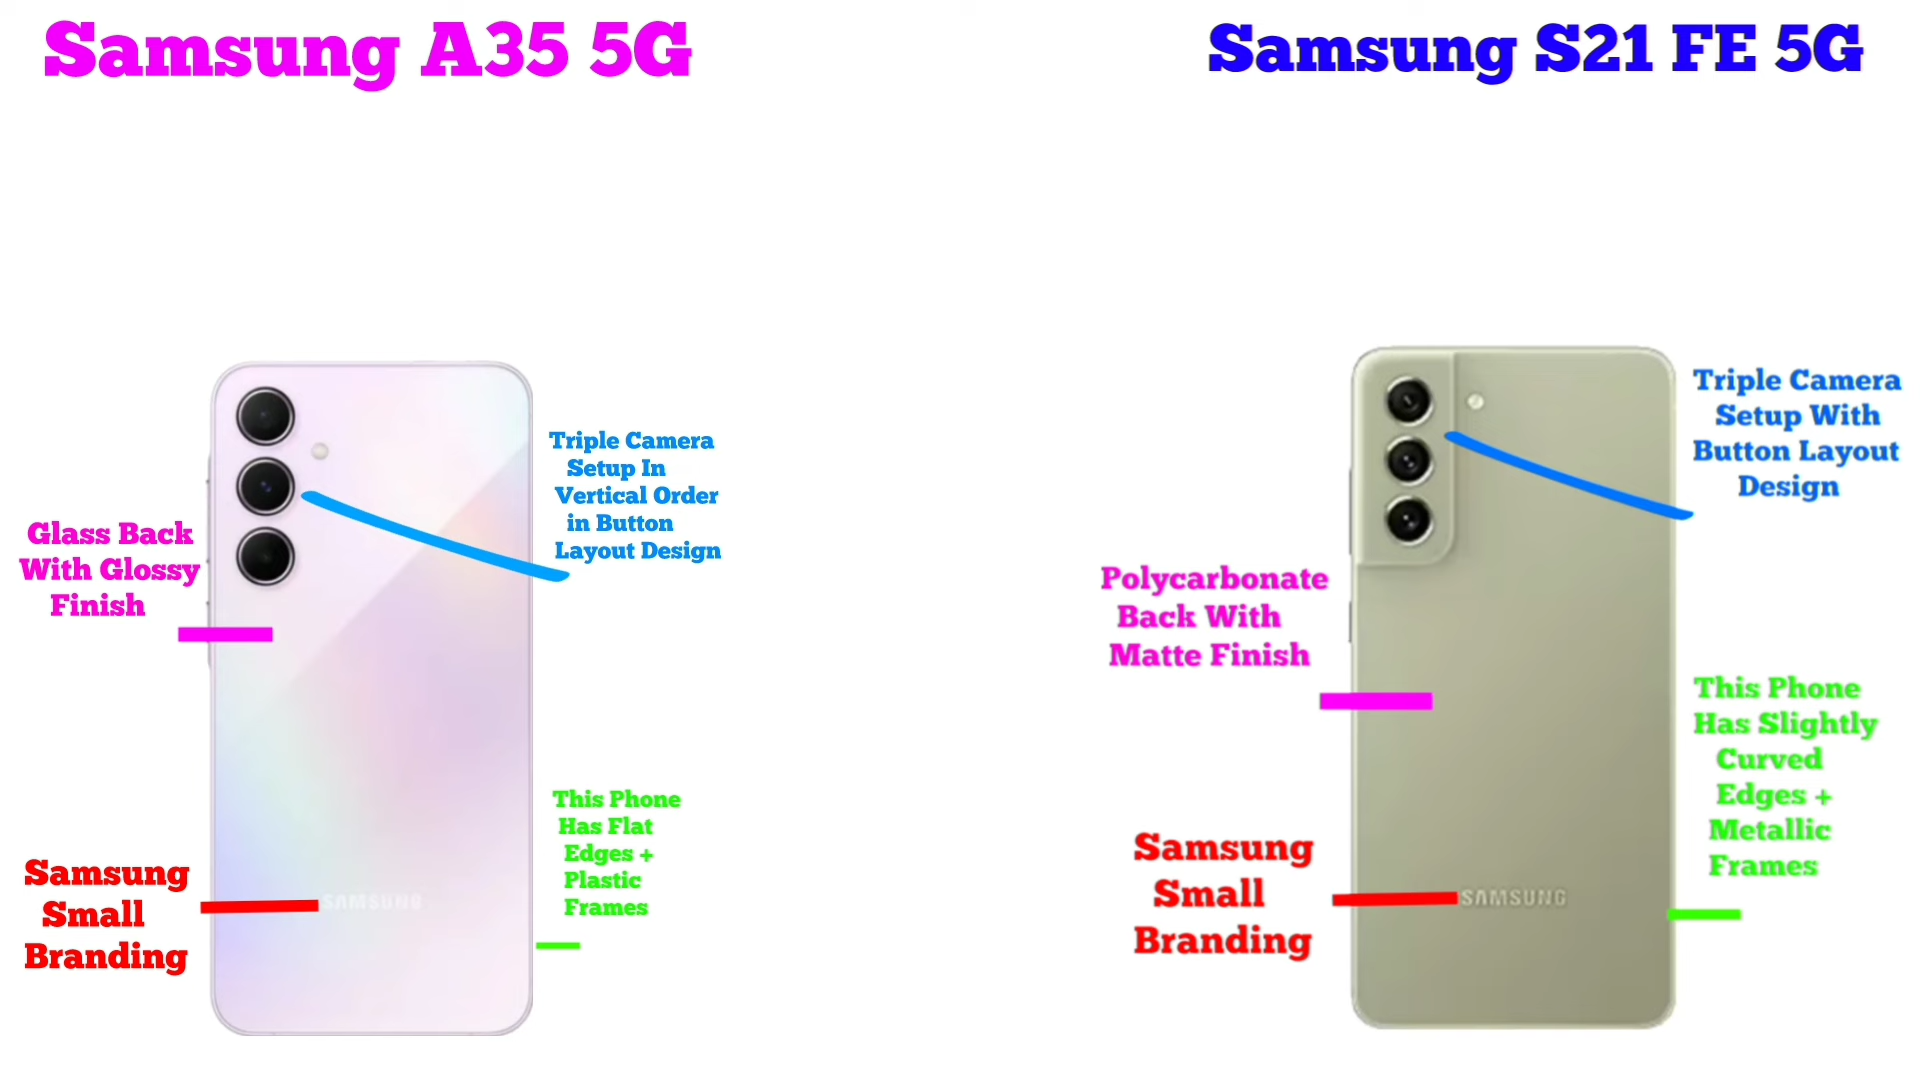 Samsung A35 5G
Samsung S21 FE 5G
Triple Camera
Setup In
Vertical Order
in Button
Layout Design
Glass Back
With Glossy
Finish
This Phone
Has Flat
Edges +
Plastic
Frames
Samsung
Small
Branding
SAMSUNG
Triple Camera
Setup With
Button Layout
Design
Polycarbonate
Back With
Matte Finish
This Phone
Has Slightly
Curved
Edges +
Metallic
Frames
Samsung
Small
Branding
SAMSUNG